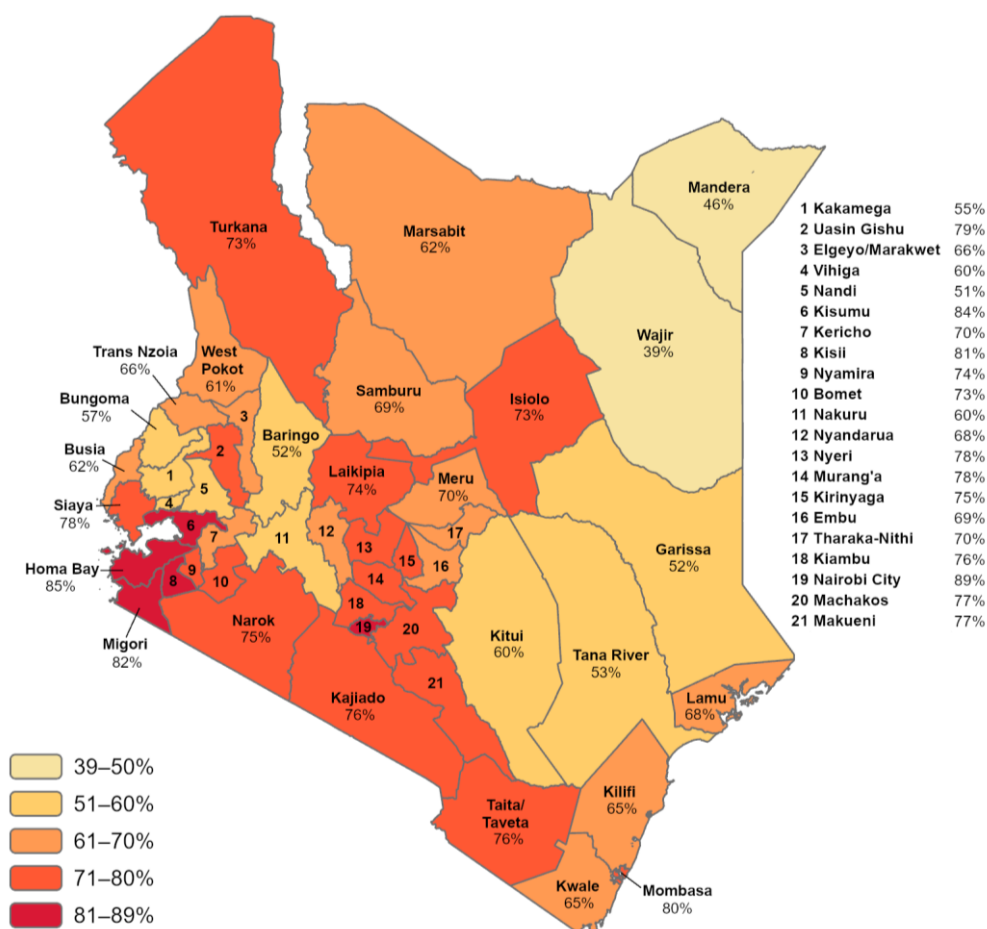 Turkana
73%
Marsabit
62%
Mandera
46%
Wajir
39%
Trans Nzoia
66%
West
Pokot
61%
Samburu
69%
Isiolo
73%
Bungoma
57%
Baringo
52%
Busia
62%
Laikipia
74%
Meru
70%
Siaya
78%
Garissa
52%
Homa Bay
85%
Narok
75%
Kitui
60%
Tana River
53%
Migori
82%
Kajiado
76%
Lamu
68%
Taita/
Taveta
76%
Kilifi
65%
Kwale
65%
Mombasa
80%
3
2
1
5
4
6
7
11
12
17
13
15
16
9
8
10
14
18
19
20
21
1 Kakamega 55%
2 Uasin Gishu 79%
3 Elgeyo/Marakwet 66%
4 Vihiga 60%
5 Nandi 51%
6 Kisumu 84%
7 Kericho 70%
8 Kisii 81%
9 Nyamira 74%
10 Bomet 73%
11 Nakuru 60%
12 Nyandarua 68%
13 Nyeri 78%
14 Murang'a 78%
15 Kirinyaga 75%
16 Embu 69%
17 Tharaka-Nithi 70%
18 Kiambu 76%
19 Nairobi City 89%
20 Machakos 77%
21 Makueni 77%
39–50%
51–60%
61–70%
71–80%
81–89%